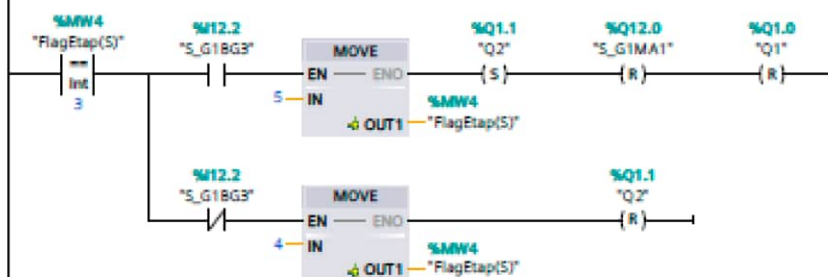 %MW4
"FlagEtap(S)"
==
Int
3
%I12.2
"S_G1BG3"
MOVE
EN
ENO
5
IN
OUT1
%MW4
"FlagEtap(S)"
%Q1.1
"Q2"
S
%Q12.0
"S_G1MA1"
R
%Q1.0
"Q1"
R
%I12.2
"S_G1BG3"
MOVE
EN
ENO
4
IN
OUT1
%MW4
"FlagEtap(S)"
%Q1.1
"Q2"
R